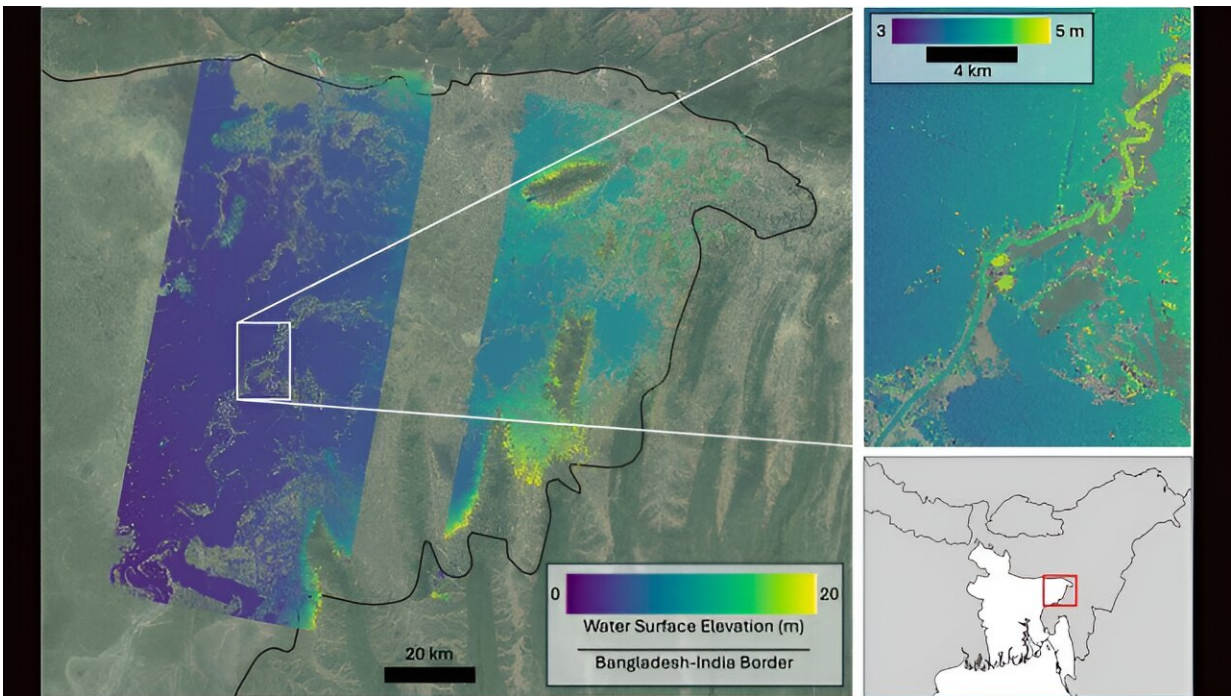 3
5 m
4 km
0
20
Water Surface Elevation (m)
Bangladesh-India Border
20 km